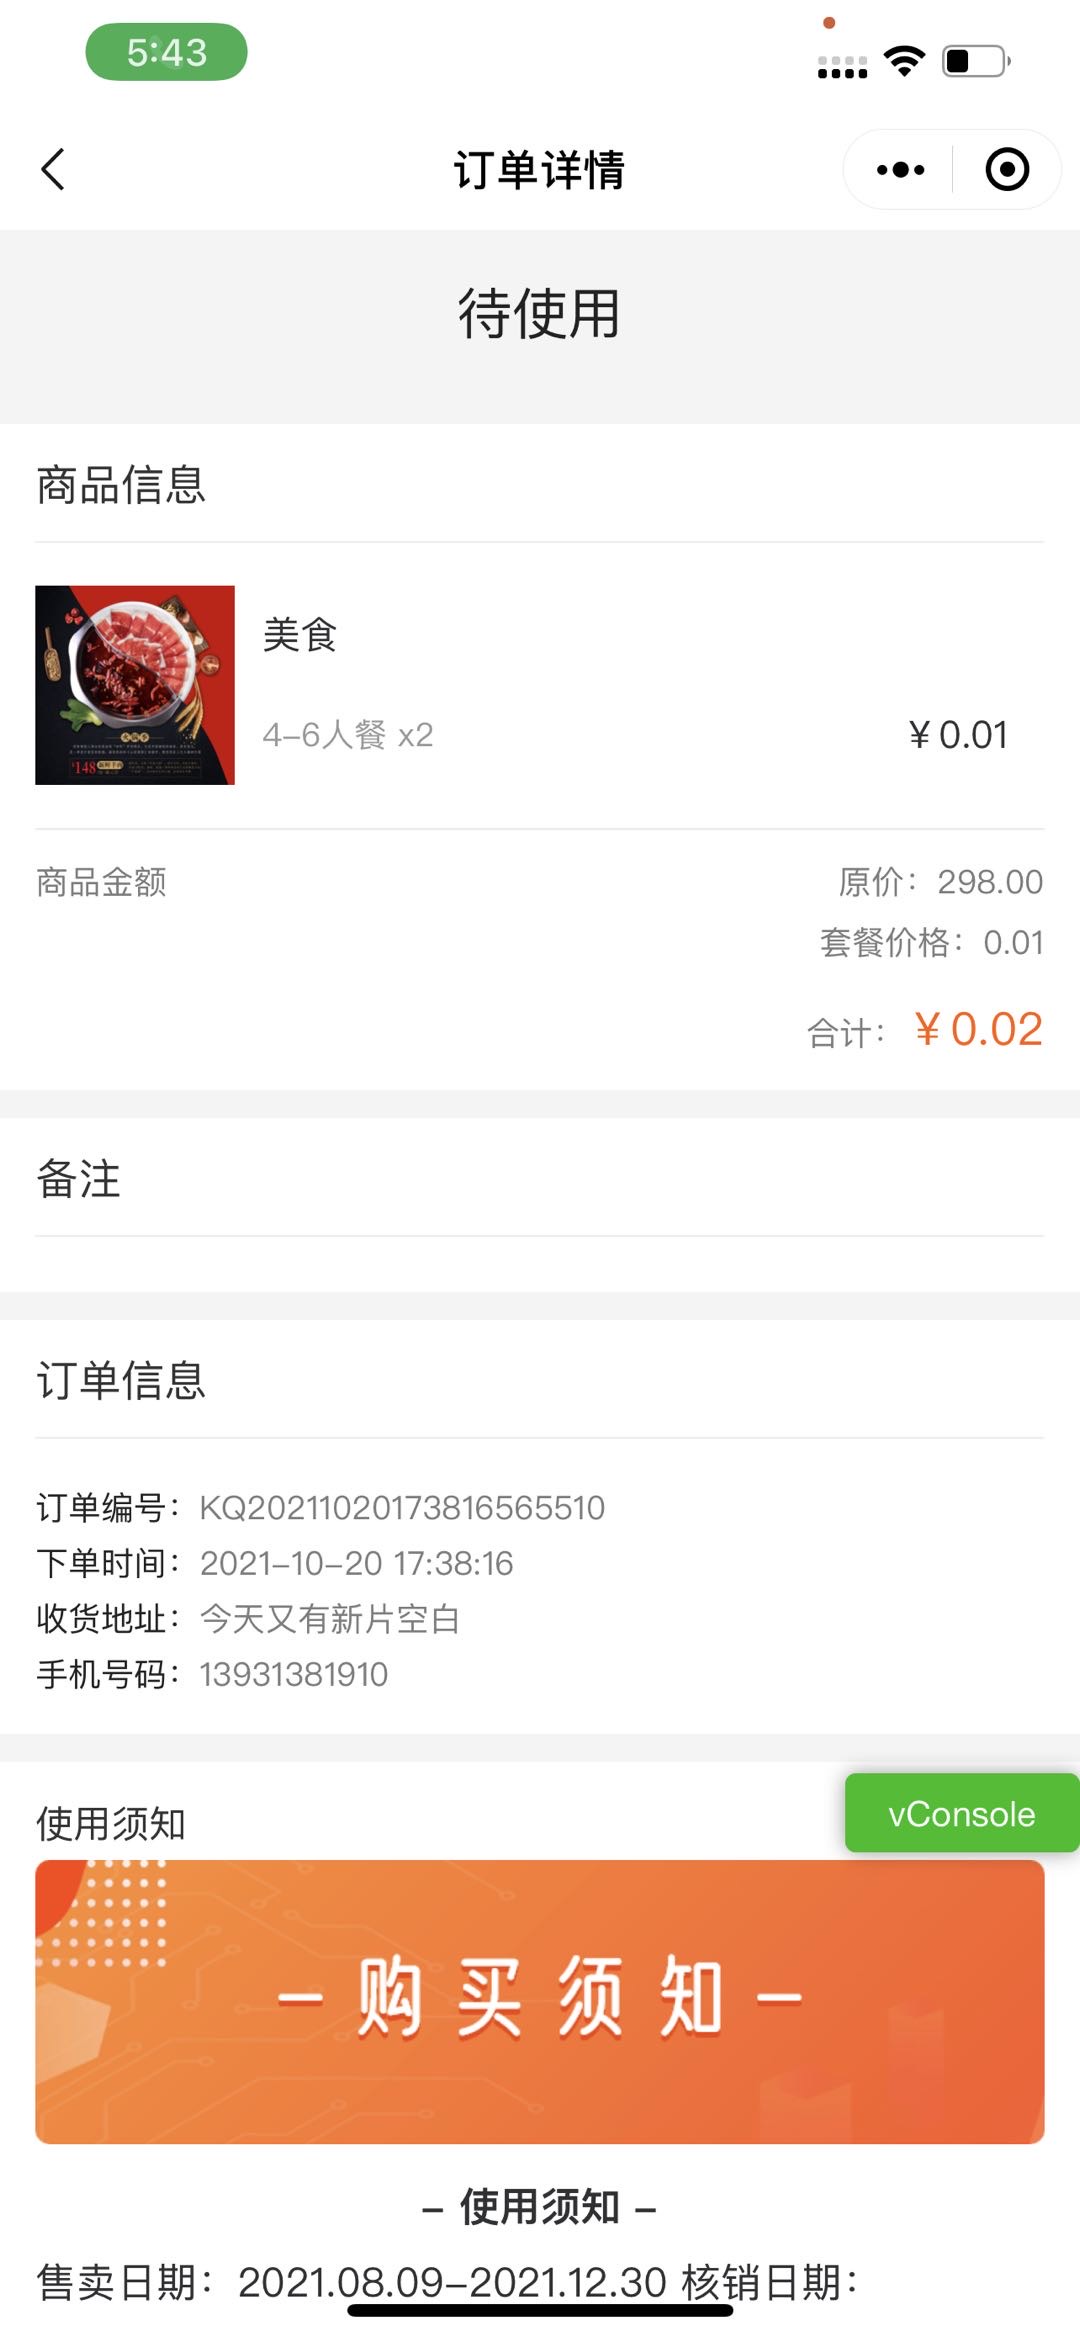 5:43
订单详情
待使用
商品信息
美食
4-6人餐 x2
¥ 0.01
火锅季
¥148
商品金额
原价：298.00
套餐价格：0.01
合计：¥ 0.02
备注
订单信息
订单编号：KQ20211020173816565510
下单时间：2021-10-20 17:38:16
收货地址：今天又有新片空白
手机号码：13931381910
使用须知
vConsole
– 购买须知 –
– 使用须知 –
售卖日期：2021.08.09-2021.12.30 核销日期：